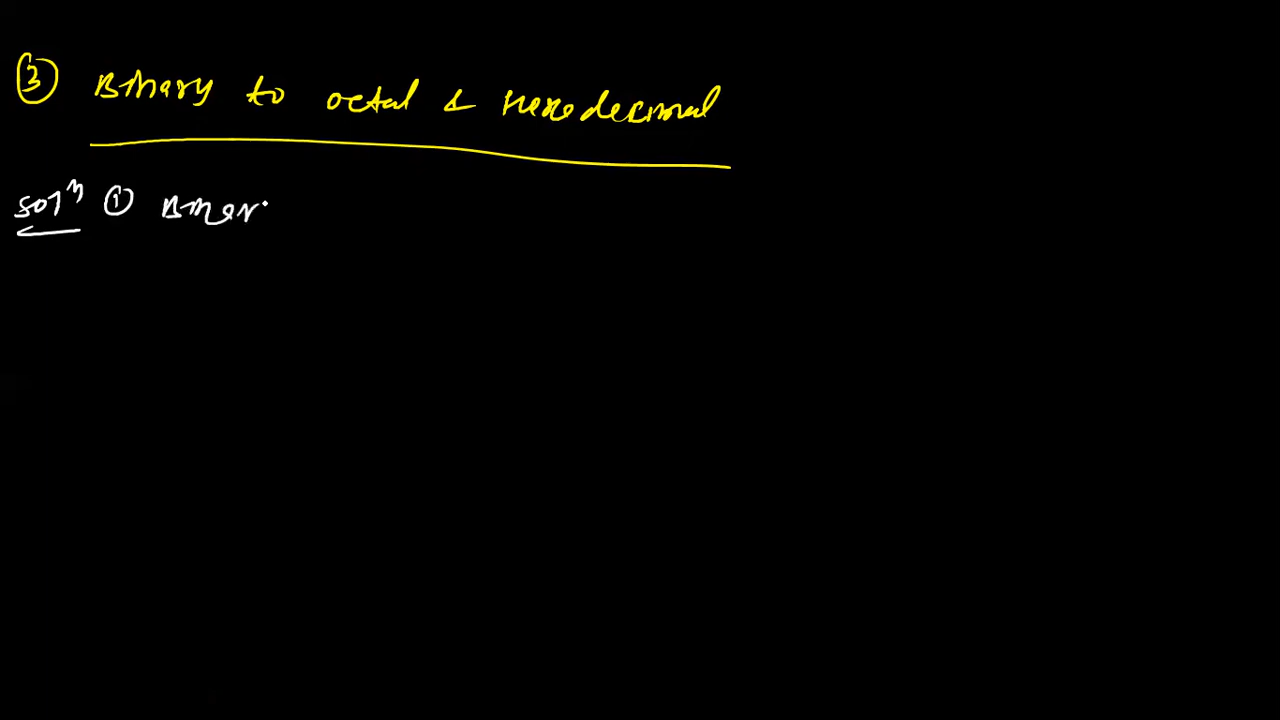 ③ Binary to octal & Hexadecimal
Solⁿ ① Binar